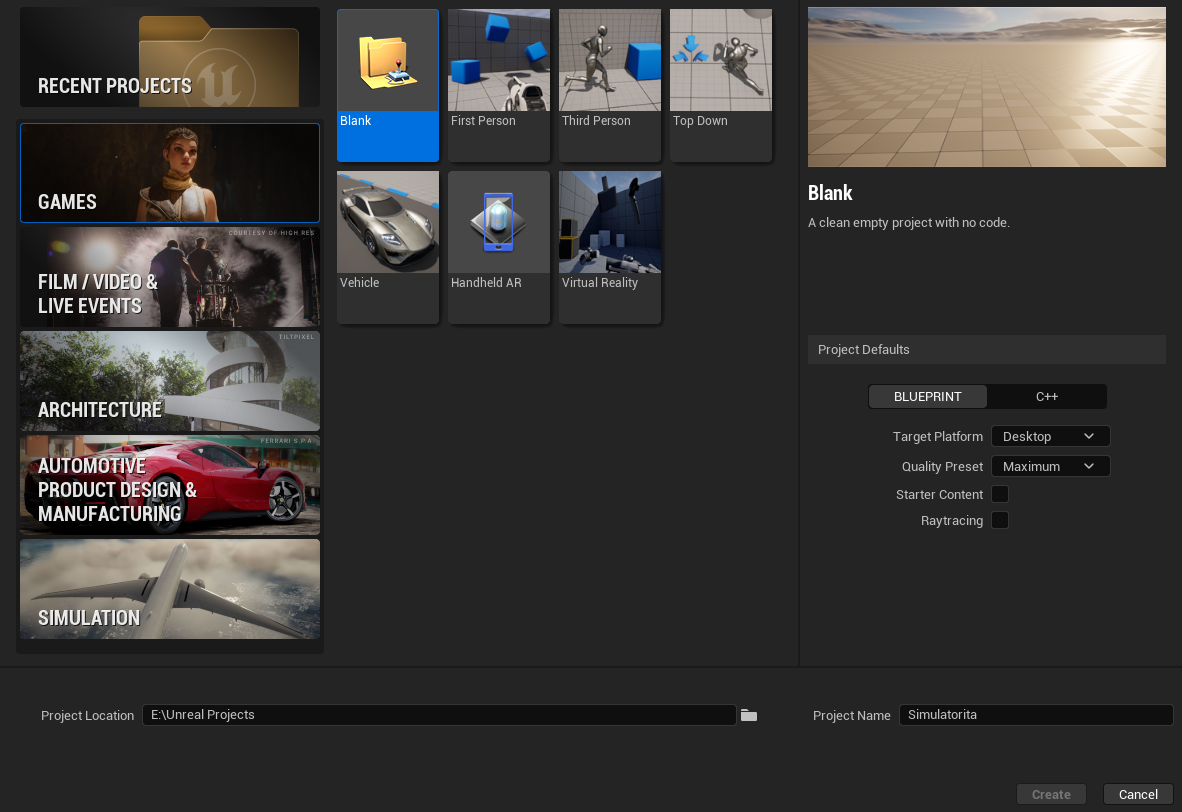 RECENT PROJECTS
GAMES
COURTESY OF HIGH RES
FILM / VIDEO &
LIVE EVENTS
TILTPIXEL
ARCHITECTURE
FERRARI S.P.A
AUTOMOTIVE
PRODUCT DESIGN &
MANUFACTURING
SIMULATION
Blank
First Person
Third Person
Top Down
Vehicle
Handheld AR
Virtual Reality
Blank
A clean empty project with no code.
Project Defaults
BLUEPRINT
C++
Target Platform
Desktop
Quality Preset
Maximum
Starter Content
Raytracing
Project Location
E:\Unreal Projects
Project Name
Simulatorita
Create
Cancel